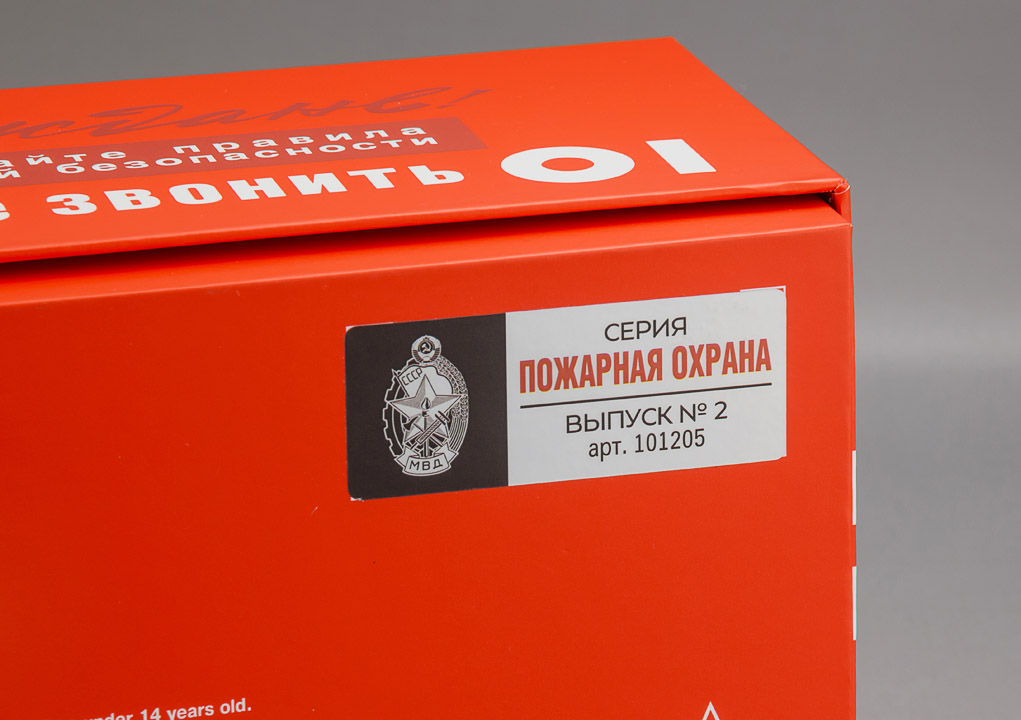 ждане!
айте правила
й безопасности
е звонить 01
СЕРИЯ
ПОЖАРНАЯ ОХРАНА
ВЫПУСК № 2
арт. 101205
СССР
МВД
under 14 years old.